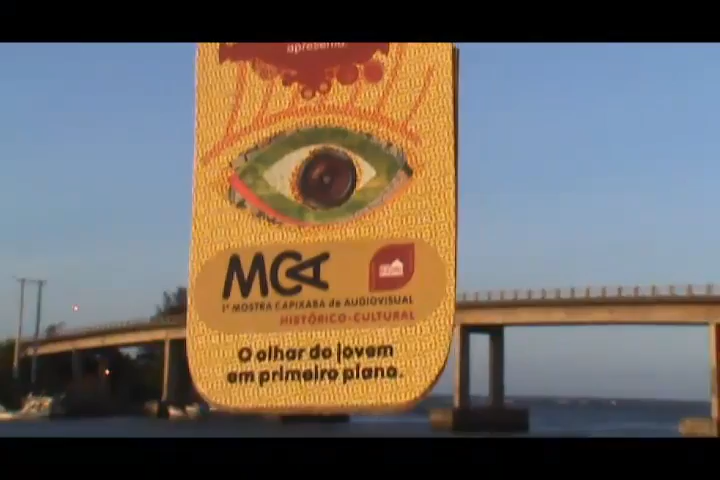 apresenta
MCA
1ª MOSTRA CAPIXABA de AUDIOVISUAL
HISTÓRICO-CULTURAL
O olhar do jovem
em primeiro plano.